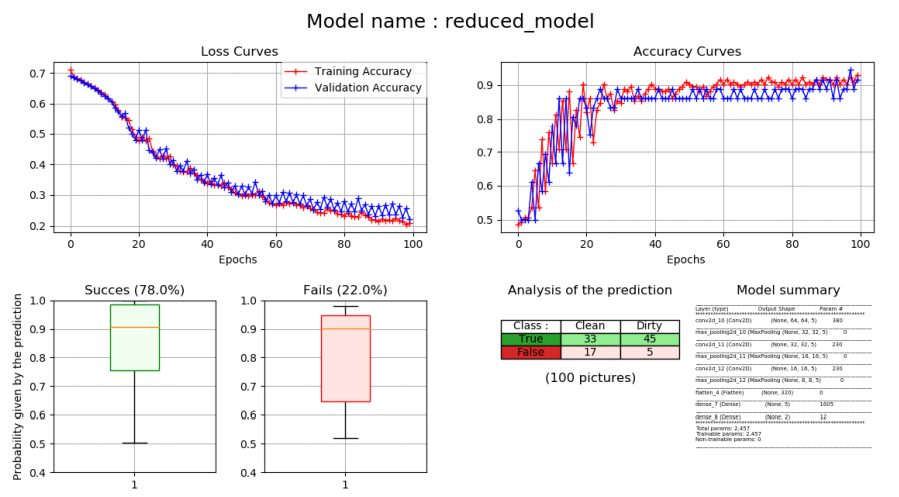 Model name : reduced_model
Loss Curves
0.7
0.6
0.5
0.4
0.3
0.2
0 20 40 60 80 100
Epochs
Training Accuracy
Validation Accuracy
Accuracy Curves
0.9
0.8
0.7
0.6
0.5
0 20 40 60 80 100
Epochs
Probability given by the prediction
Succes (78.0%)
1.0
0.9
0.8
0.7
0.6
0.5
0.4
1
Fails (22.0%)
1.0
0.9
0.8
0.7
0.6
0.5
0.4
1
Analysis of the prediction
Class : Clean Dirty
True 33 45
False 17 5
(100 pictures)
Model summary
Layer (type) Output Shape Param #
conv2d_10 (Conv2D) (None, 64, 64, 5) 380
max_pooling2d_10 (MaxPooling (None, 32, 32, 5) 0
conv2d_11 (Conv2D) (None, 32, 32, 5) 230
max_pooling2d_11 (MaxPooling (None, 16, 16, 5) 0
conv2d_12 (Conv2D) (None, 16, 16, 5) 230
max_pooling2d_12 (MaxPooling (None, 8, 8, 5) 0
flatten_4 (Flatten) (None, 320) 0
dense_7 (Dense) (None, 5) 1605
dense_8 (Dense) (None, 2) 12
Total params: 2,457
Trainable params: 2,457
Non-trainable params: 0